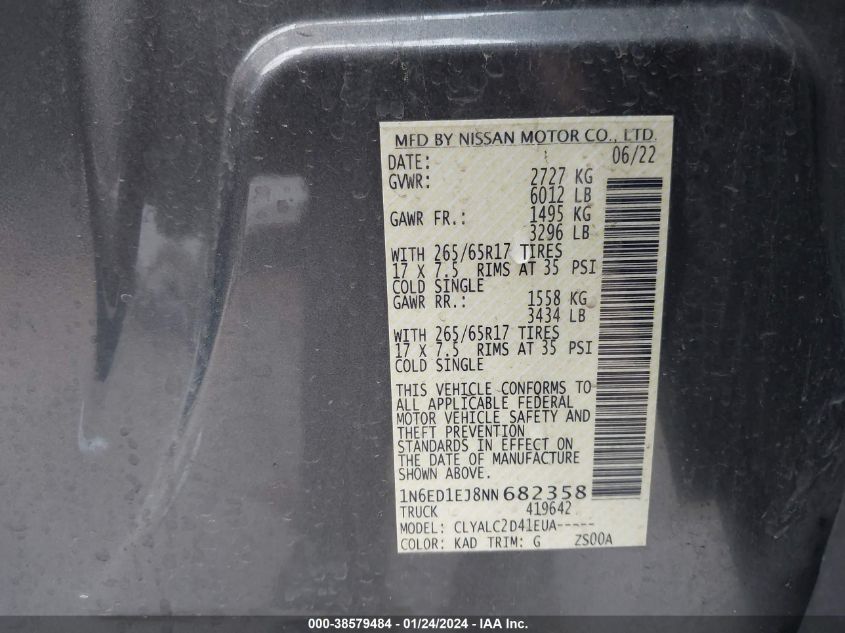 MFD BY NISSAN MOTOR CO., LTD.
DATE: 06/22
GVWR: 2727 KG
6012 LB
GAWR FR.: 1495 KG
3296 LB
WITH 265/65R17 TIRES
17 X 7.5 RIMS AT 35 PSI
COLD SINGLE
GAWR RR.: 1558 KG
3434 LB
WITH 265/65R17 TIRES
17 X 7.5 RIMS AT 35 PSI
COLD SINGLE
THIS VEHICLE CONFORMS TO
ALL APPLICABLE FEDERAL
MOTOR VEHICLE SAFETY AND
THEFT PREVENTION
STANDARDS IN EFFECT ON
THE DATE OF MANUFACTURE
SHOWN ABOVE.
1N6ED1EJ8NN682358
TRUCK 419642
MODEL: CLYALC2D41EUA-----
COLOR: KAD TRIM: G ZS00A
000-38579484 - 01/24/2024 - IAA Inc.